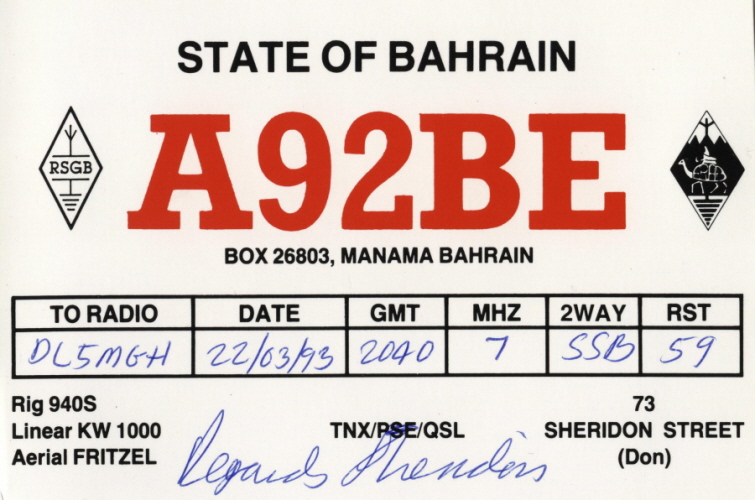 STATE OF BAHRAIN
RSGB
A92BE
BOX 26803, MANAMA BAHRAIN
TO RADIO DATE GMT MHZ 2WAY RST
DL5MGH 22/03/93 2040 7 SSB 59
Rig 940S 73
Linear KW 1000 TNX/PSE/QSL SHERIDON STREET
Aerial FRITZEL (Don)
Regards Sheridon